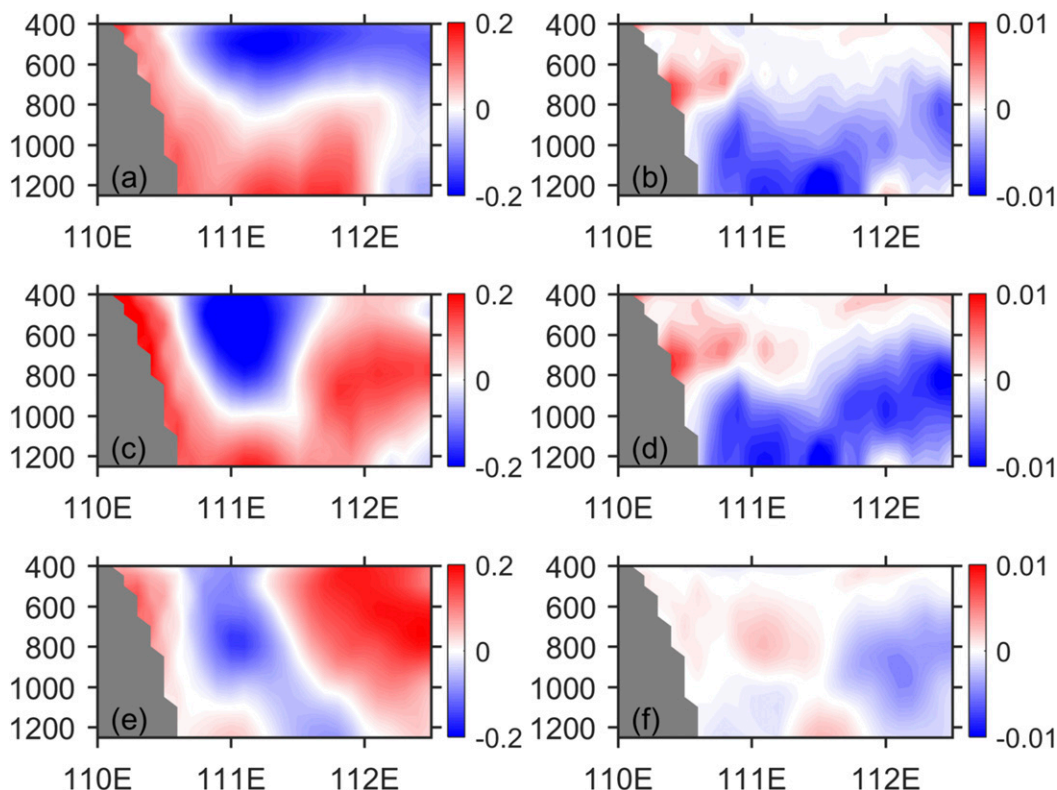 400 0.2 400 0.01
600 600
800 0 800 0
1000 1000
1200 (a) -0.2 1200 (b) -0.01
110E 111E 112E 110E 111E 112E
400 0.2 400 0.01
600 600
800 0 800 0
1000 1000
1200 (c) -0.2 1200 (d) -0.01
110E 111E 112E 110E 111E 112E
400 0.2 400 0.01
600 600
800 0 800 0
1000 1000
1200 (e) -0.2 1200 (f) -0.01
110E 111E 112E 110E 111E 112E